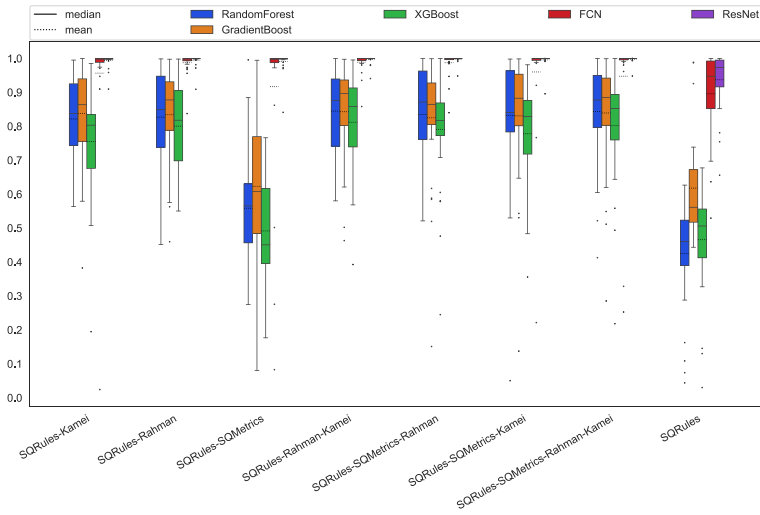 median RandomForest XGBoost FCN ResNet
mean GradientBoost
1,0
0,9
0,8
0,7
0,6
0,5
0,4
0,3
0,2
0,1
0,0
SQRules-Kamei
SQRules-Rahman
SQRules-SQMetrics
SQRules-Rahman-Kamei
SQRules-SQMetrics-Rahman
SQRules-SQMetrics-Kamei
SQRules-SQMetrics-Rahman-Kamei
SQRules